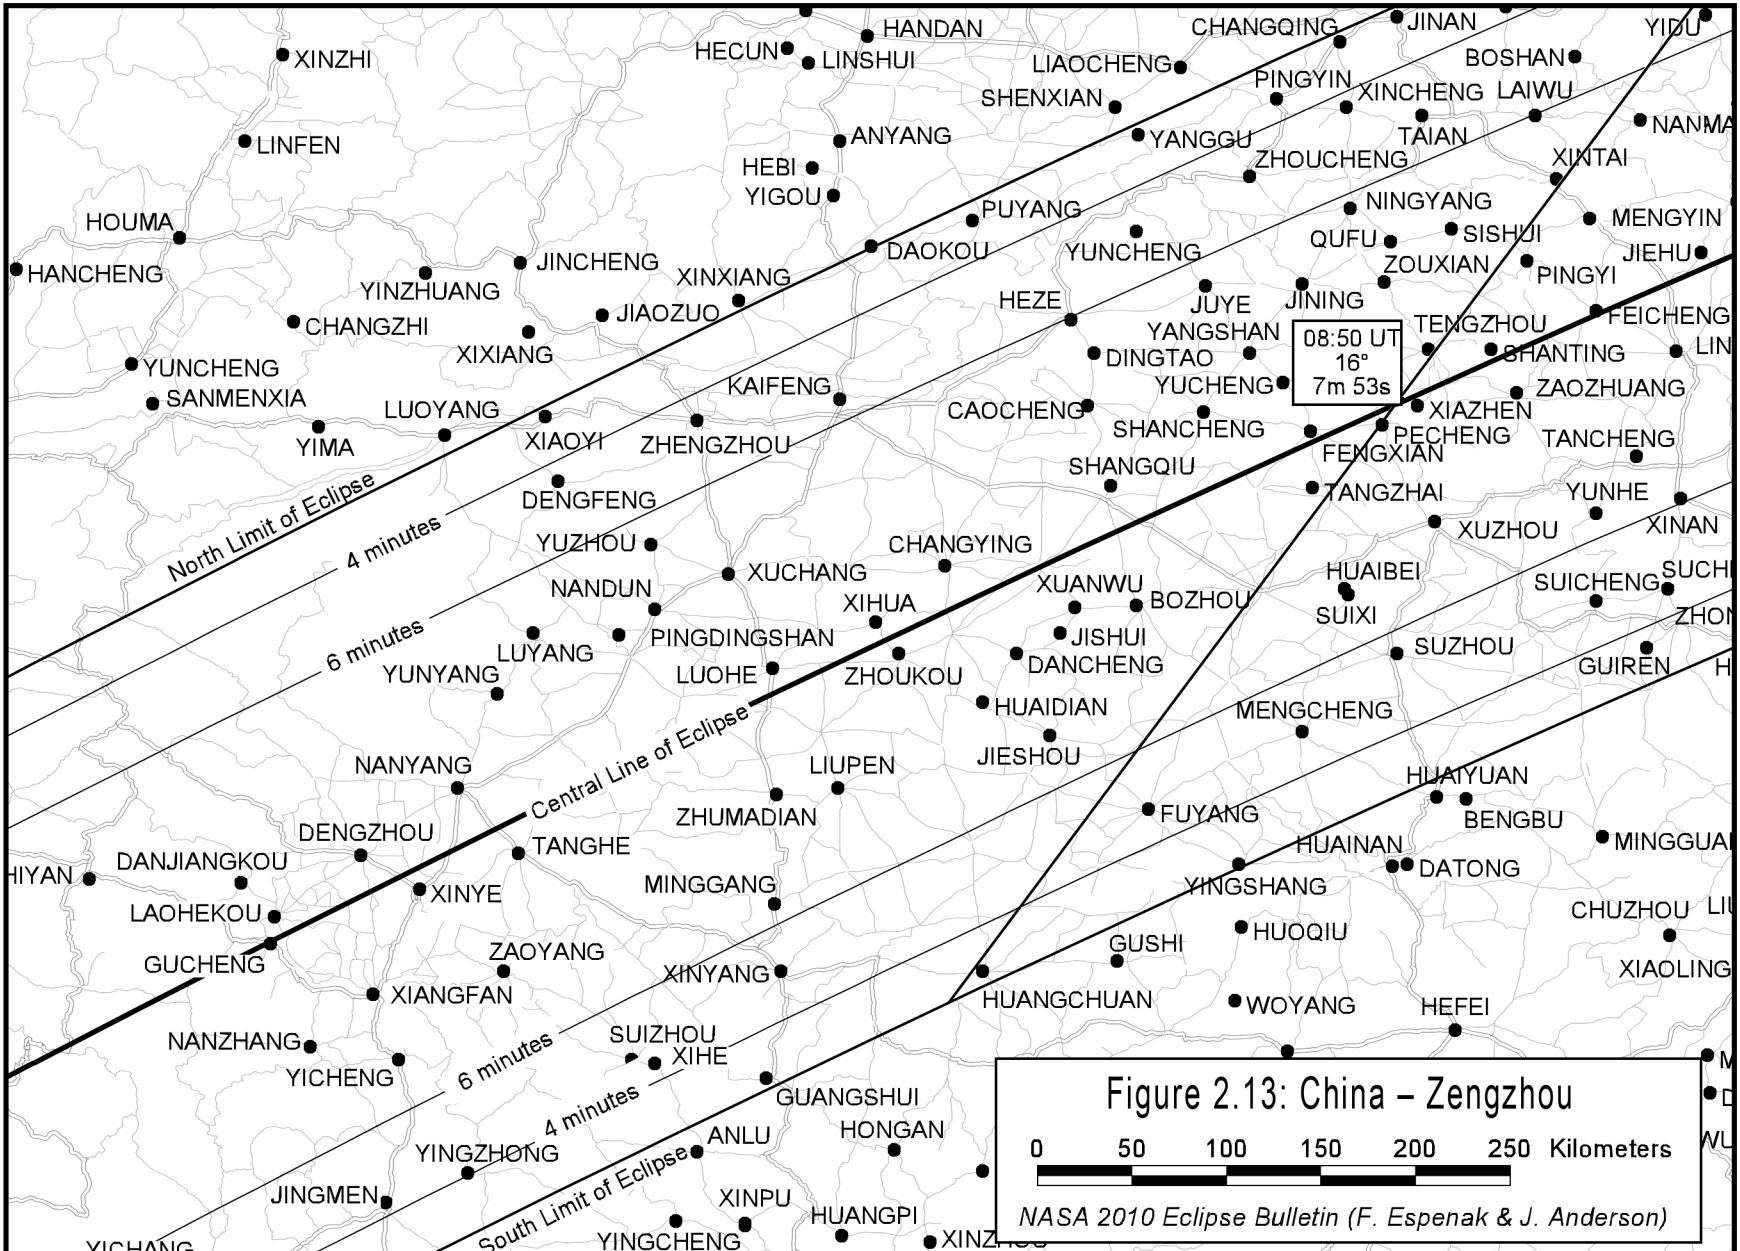 CHANGQING
JINAN
YIDU
HANDAN
HECUN
LINSHUI
XINZHI
LIAOCHENG
BOSHAN
SHENXIAN
PINGYIN
XINCHENG
LAIWU
LINFEN
ANYANG
YANGGU
TAIAN
HEBI
ZHOUCHENG
XINTAI
YIGOU
HOUMA
PUYANG
NINGYANG
MENGYIN
DAOKOU
YUNCHENG
QUFU
SISHUI
JIEHU
HANCHENG
JINCHENG
ZOUXIAN
PINGYI
YINZHUANG
XINXIANG
HEZE
JUYE
JINING
CHANGZHI
JIAOZUO
FEICHENG
XIXIANG
YANGSHAN
08:50 UT
TENGZHOU
16°
SHANTING
LIN
YUNCHENG
DINGTAO
7m 53s
KAIFENG
YUCHENG
ZAOZHUANG
SANMENXIA
LUOYANG
CAOCHENG
XIAZHEN
YIMA
XIAOYI
ZHENGZHOU
SHANCHENG
PECHENG
TANCHENG
FENGXIAN
SHANGQIU
North Limit of Eclipse
DENGFENG
TANGZHAI
YUNHE
4 minutes
YUZHOU
CHANGYING
XUZHOU
XINAN
NANDUN
XUCHANG
XUANWU
HUAIBEI
SUICHENG
SUCH
XIHUA
BOZHOU
SUIXI
ZHON
6 minutes
LUYANG
PINGDINGSHAN
JISHUI
YUNYANG
LUOHE
ZHOUKOU
DANCHENG
SUZHOU
GUIREN
H
HUAIDIAN
MENGCHENG
Central Line of Eclipse
JIESHOU
NANYANG
LIUPEN
HUAIYUAN
ZHUMADIAN
FUYANG
BENGBU
DENGZHOU
TANGHE
HUAINAN
MINGGUA
HIYAN
DANJIANGKOU
DATONG
MINGGANG
YINGSHANG
XINYE
LAOHEKOU
CHUZHOU
LIU
HUOQIU
GUCHENG
ZAOYANG
GUSHI
XINYANG
XIAOLING
XIANGFAN
HUANGCHUAN
WOYANG
HEFEI
NANZHANG
SUIZHOU
XIHE
YICHENG
6 minutes
GUANGSHUI
4 minutes
ANLU
HONGAN
YINGZHONG
South Limit of Eclipse
JINGMEN
XINPU
HUANGPI
YINGCHENG
YICHANG
Figure 2.13: China – Zengzhou
0 50 100 150 200 250 Kilometers
NASA 2010 Eclipse Bulletin (F. Espenak & J. Anderson)